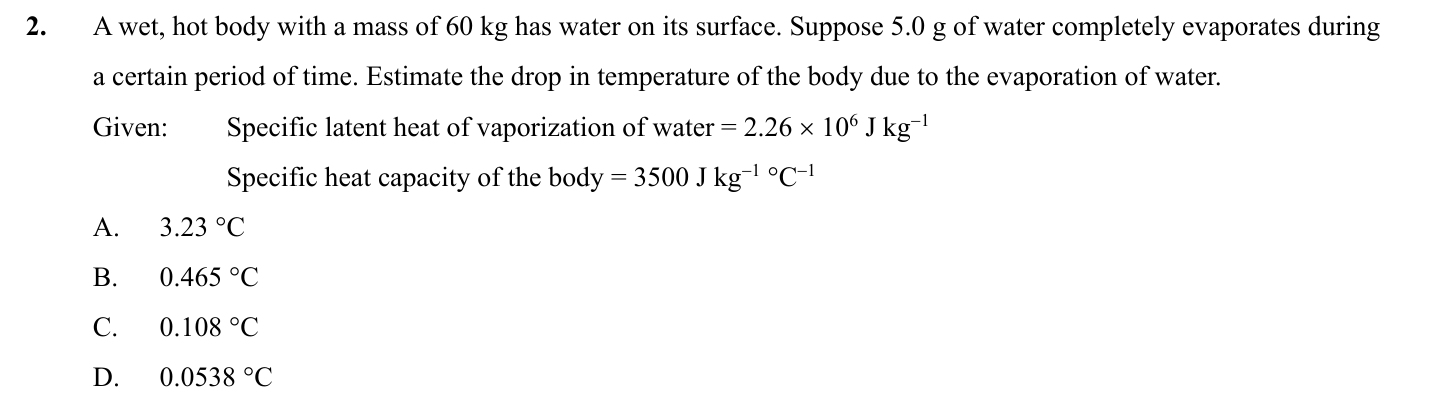 2. A wet, hot body with a mass of 60 kg has water on its surface. Suppose 5.0 g of water completely evaporates during
a certain period of time. Estimate the drop in temperature of the body due to the evaporation of water.
Given: Specific latent heat of vaporization of water = 2.26 × 10⁶ J kg⁻¹
Specific heat capacity of the body = 3500 J kg⁻¹ °C⁻¹
A. 3.23 °C
B. 0.465 °C
C. 0.108 °C
D. 0.0538 °C